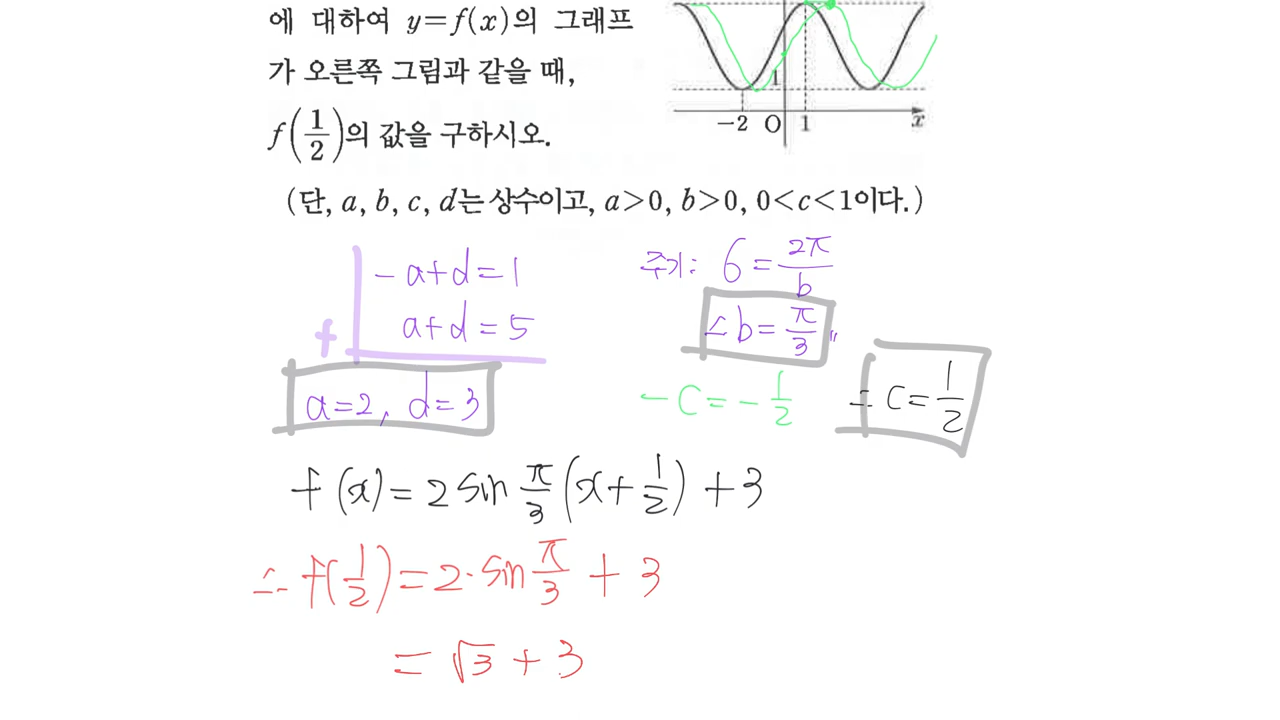 에 대하여 y=f(x)의 그래프
가 오른쪽 그림과 같을 때,
f(1/2)의 값을 구하시오.
1
-2 O 1 x
(단, a, b, c, d는 상수이고, a>0, b>0, 0<c<1이다.)
-a+d=1
+ a+d=5
a=2, d=3
주기: 6=2π/b
∴ b=π/3 〃
-c=-1/2
∴ c=1/2
f(x)=2 sin π/3 (x+1/2)+3
∴ f(1/2)=2·sin π/3 + 3
= √3 + 3